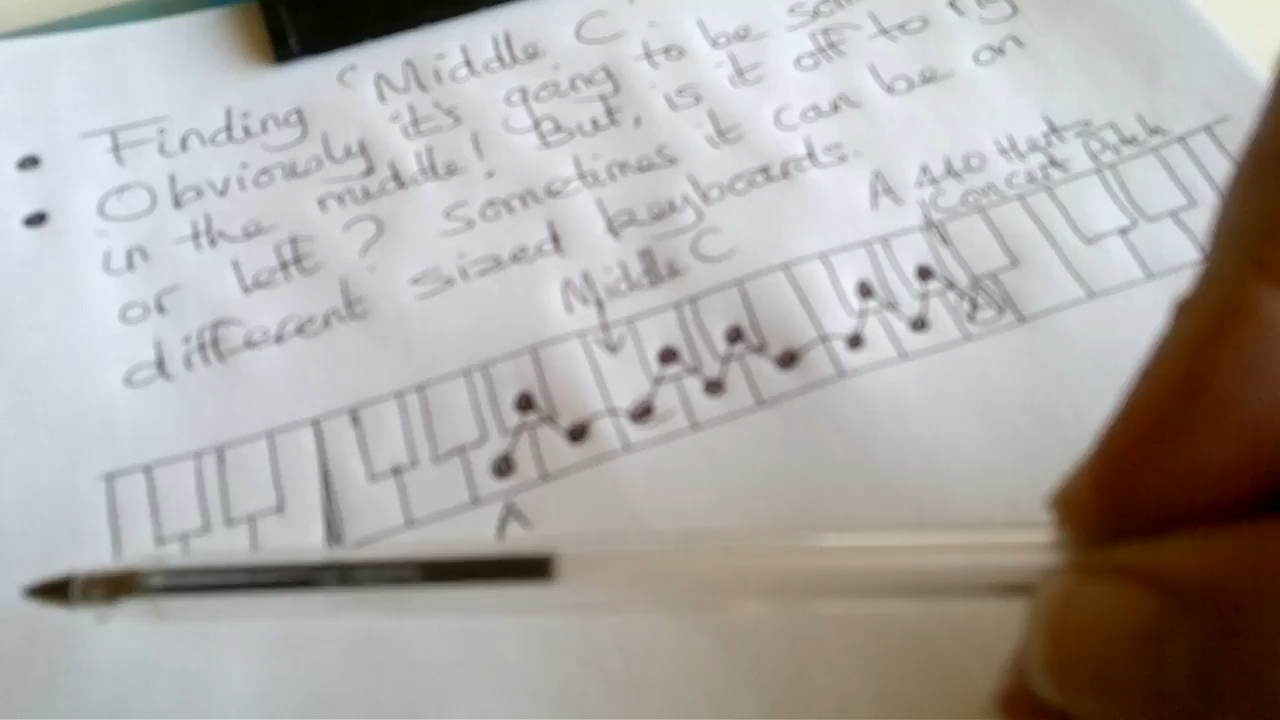 Finding "Middle C"
Obviously it's going to be
in the middle! But, is it off to
or left? Sometimes it can be on
different sized keyboards.
A 440 Hertz
Concert Pitch
Middle C
A
A